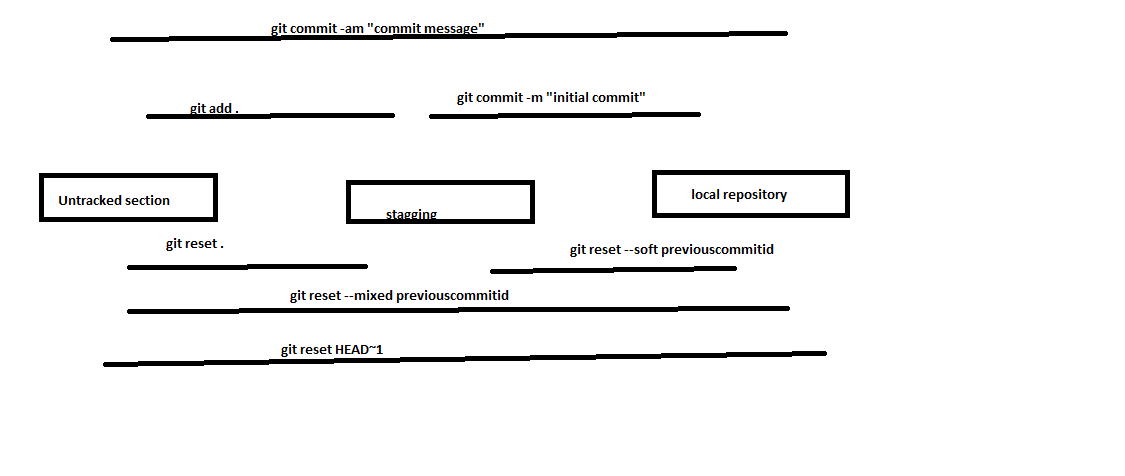 git commit -am "commit message"
git add .
git commit -m "initial commit"
Untracked section
stagging
local repository
git reset .
git reset --soft previouscommitid
git reset --mixed previouscommitid
git reset HEAD~1